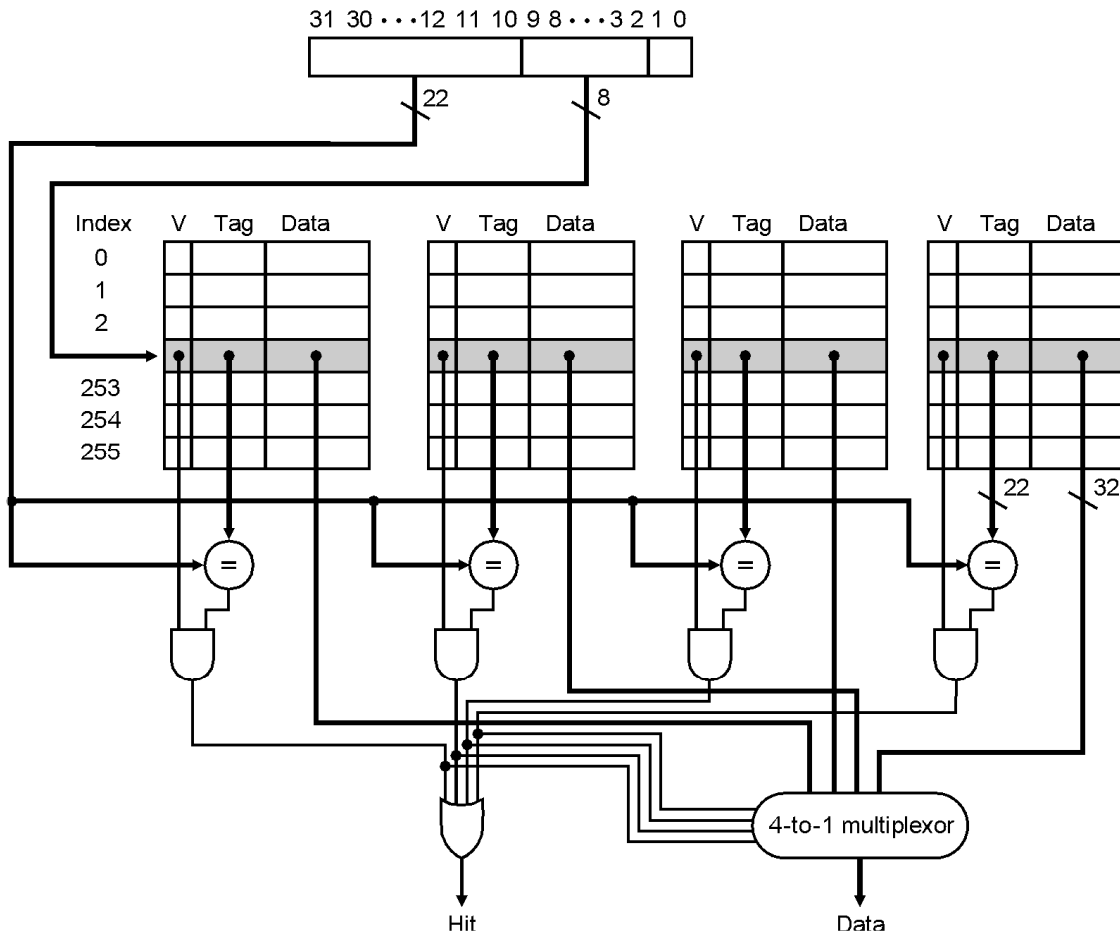 31 30 ···12 11 10 9 8 ··· 3 2 1 0
22 8
Index V Tag Data V Tag Data V Tag Data V Tag Data
0
1
2
253
254
255
22 32
= = = =
4-to-1 multiplexor
Hit Data